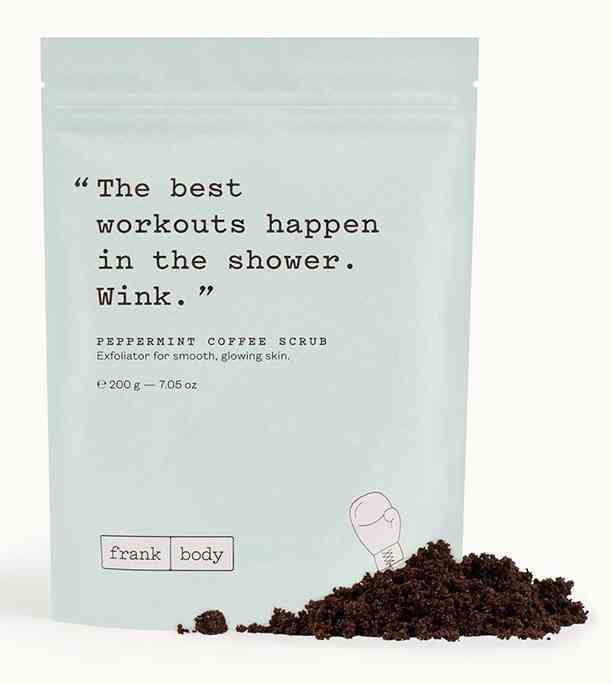 “The best
workouts happen
in the shower.
Wink.”
PEPPERMINT COFFEE SCRUB
Exfoliator for smooth, glowing skin.
℮ 200 g — 7.05 oz
frank body